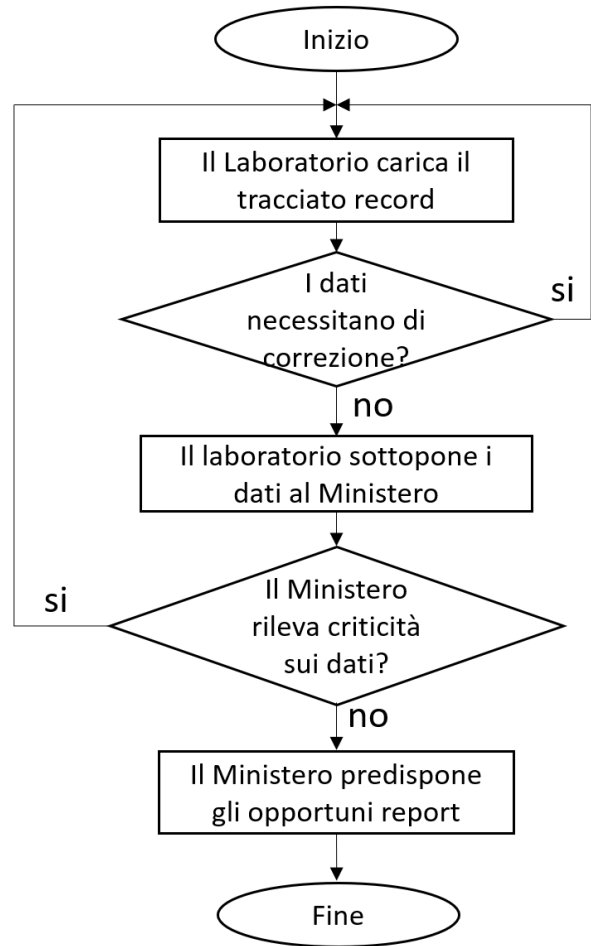 Inizio
Il Laboratorio carica il
tracciato record
I dati
necessitano di
correzione?
si
no
Il laboratorio sottopone i
dati al Ministero
Il Ministero
rileva criticità
sui dati?
si
no
Il Ministero predispone
gli opportuni report
Fine